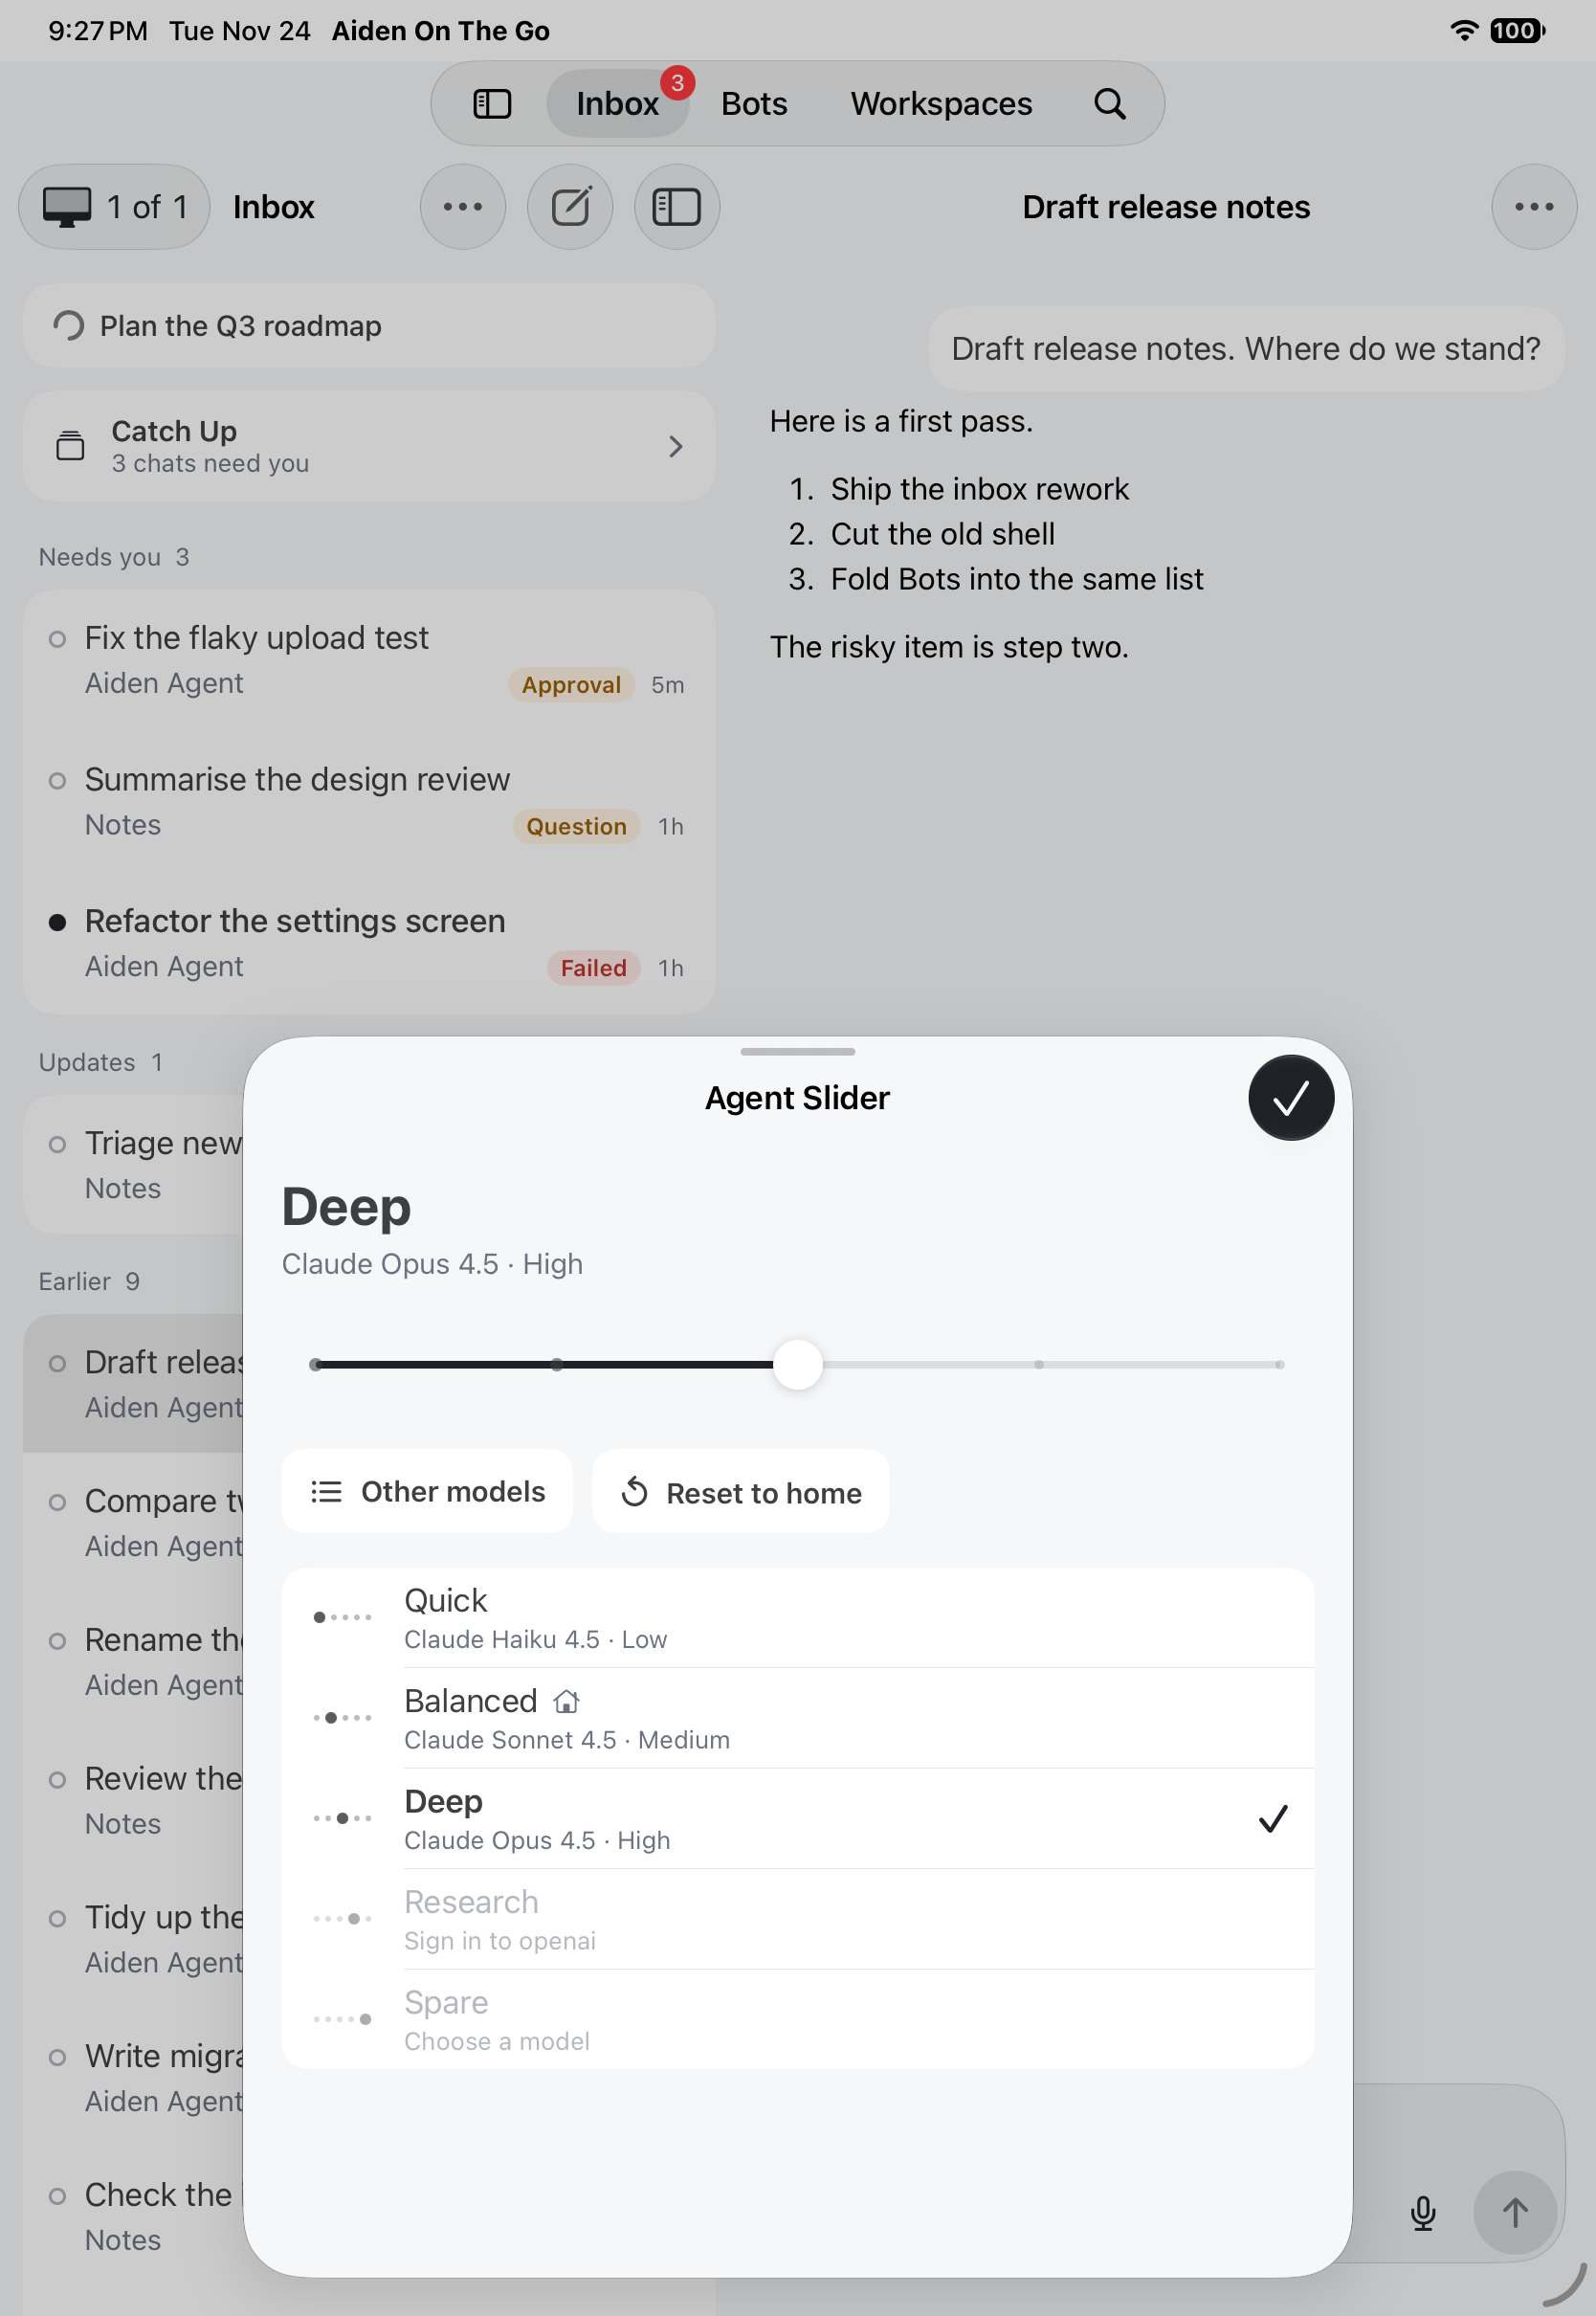 9:27 PM Tue Nov 24 Aiden On The Go
100
Inbox 3 Bots Workspaces
1 of 1 Inbox
Draft release notes
Plan the Q3 roadmap
Catch Up
3 chats need you
Needs you 3
Fix the flaky upload test
Aiden Agent Approval 5m
Summarise the design review
Notes Question 1h
Refactor the settings screen
Aiden Agent Failed 1h
Updates 1
Triage new
Notes
Earlier 9
Draft releas
Aiden Agent
Compare tw
Aiden Agent
Rename the
Aiden Agent
Review the
Notes
Tidy up the
Aiden Agent
Write migra
Aiden Agent
Check the
Notes
Draft release notes. Where do we stand?
Here is a first pass.
1. Ship the inbox rework
2. Cut the old shell
3. Fold Bots into the same list
The risky item is step two.
Agent Slider
Deep
Claude Opus 4.5 · High
Other models
Reset to home
Quick
Claude Haiku 4.5 · Low
Balanced
Claude Sonnet 4.5 · Medium
Deep
Claude Opus 4.5 · High
Research
Sign in to openai
Spare
Choose a model